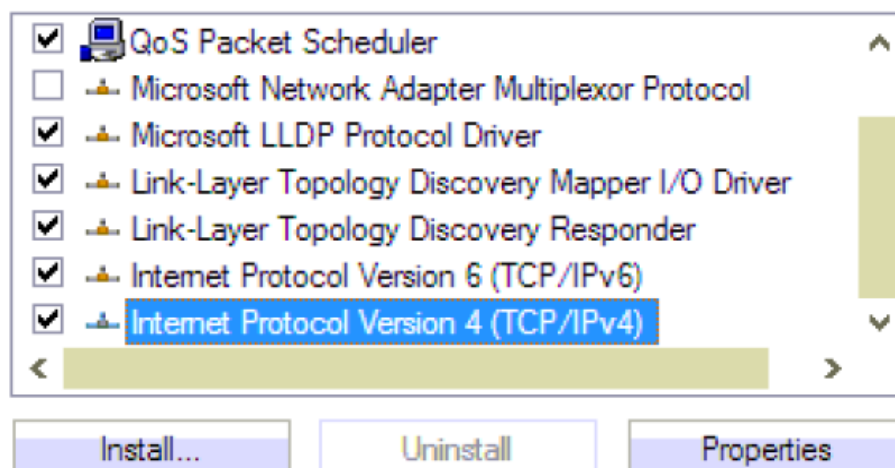 QoS Packet Scheduler
Microsoft Network Adapter Multiplexor Protocol
Microsoft LLDP Protocol Driver
Link-Layer Topology Discovery Mapper I/O Driver
Link-Layer Topology Discovery Responder
Internet Protocol Version 6 (TCP/IPv6)
Internet Protocol Version 4 (TCP/IPv4)
Install... Uninstall Properties